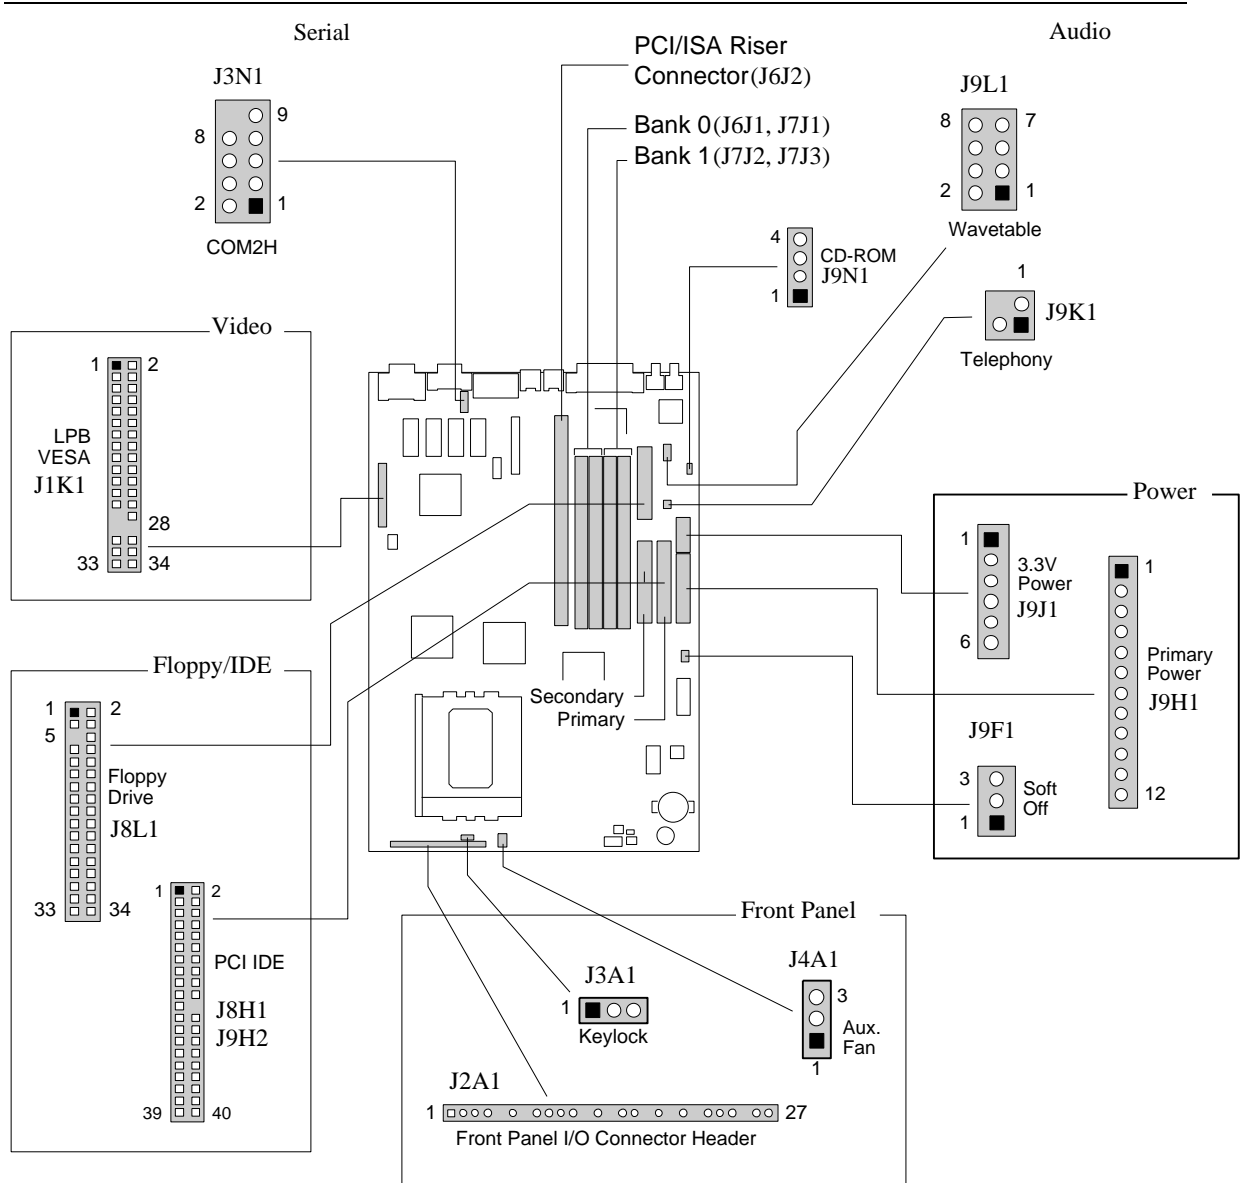 Serial
J3N1
9
8
2
1
COM2H
PCI/ISA Riser
Connector(J6J2)
Bank 0(J6J1, J7J1)
Bank 1(J7J2, J7J3)
Audio
J9L1
8
7
2
1
Wavetable
4
CD-ROM
J9N1
1
1
J9K1
Telephony
Video
1
2
LPB
VESA
J1K1
28
33
34
Floppy/IDE
1
2
5
Floppy
Drive
J8L1
33
34
1
2
PCI IDE
J8H1
J9H2
39
40
Secondary
Primary
Power
1
3.3V
Power
J9J1
6
1
Primary
Power
J9H1
12
J9F1
3
Soft
Off
1
Front Panel
J3A1
1
Keylock
J4A1
3
Aux.
Fan
1
J2A1
1
27
Front Panel I/O Connector Header